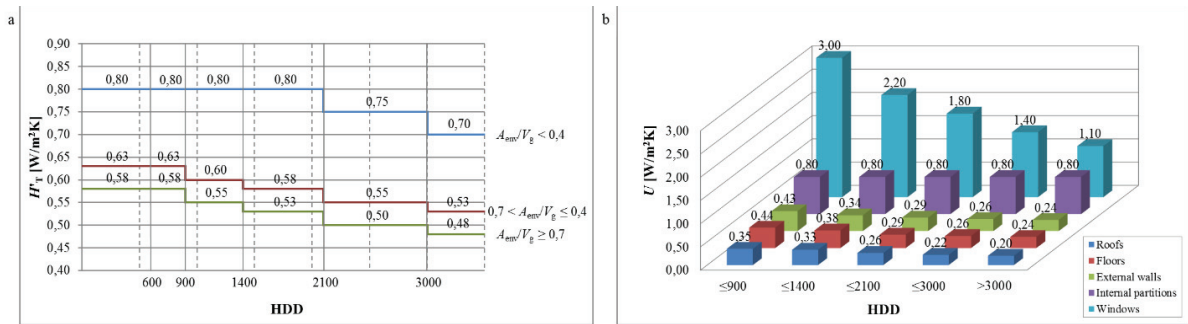 a
0,90
0,85
0,80
0,75
0,70
0,65
0,60
0,55
0,50
0,45
0,40
H'T [W/m²K]
0,80 0,80 0,80 0,80
0,75
0,70
Aenv/Vg < 0,4
0,63 0,63
0,60
0,58
0,55
0,53
0,7 < Aenv/Vg ≤ 0,4
0,58 0,58
0,55
0,53
0,50
0,48
Aenv/Vg ≥ 0,7
600 900 1400 2100 3000
HDD
b
U [W/m²K]
3,00
2,50
2,00
1,50
1,00
0,50
0,00
3,00 2,20 1,80 1,40 1,10
0,80 0,80 0,80 0,80 0,80
0,43 0,34 0,29 0,26 0,24
0,44 0,38 0,29 0,26 0,24
0,35 0,33 0,26 0,22 0,20
≤900 ≤1400 ≤2100 ≤3000 >3000
HDD
Roofs
Floors
External walls
Internal partitions
Windows